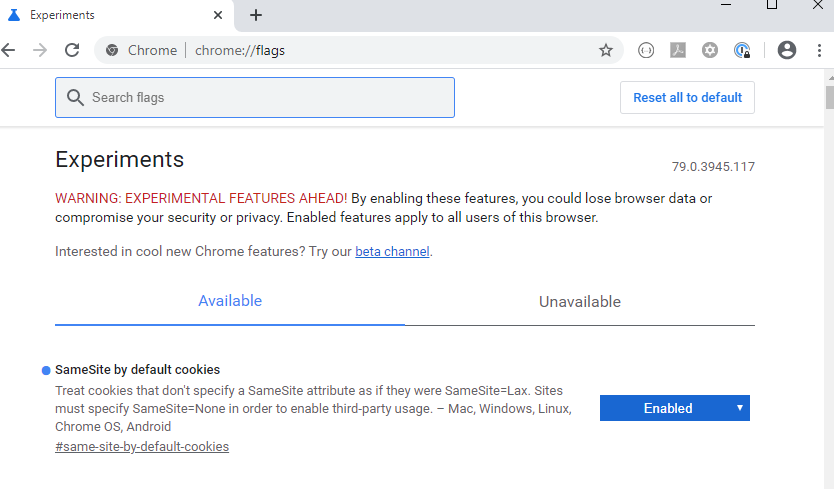 Experiments
Chrome chrome://flags
Search flags
Reset all to default
Experiments
79.0.3945.117
WARNING: EXPERIMENTAL FEATURES AHEAD! By enabling these features, you could lose browser data or
compromise your security or privacy. Enabled features apply to all users of this browser.
Interested in cool new Chrome features? Try our beta channel.
Available
Unavailable
SameSite by default cookies
Treat cookies that don't specify a SameSite attribute as if they were SameSite=Lax. Sites
must specify SameSite=None in order to enable third-party usage. – Mac, Windows, Linux,
Chrome OS, Android
#same-site-by-default-cookies
Enabled